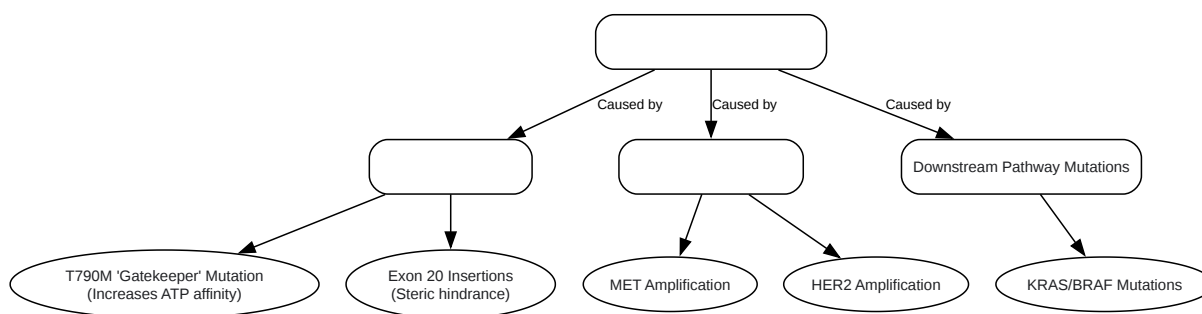 Caused by
Caused by
Caused by
Downstream Pathway Mutations
T790M 'Gatekeeper' Mutation
(Increases ATP affinity)
Exon 20 Insertions
(Steric hindrance)
MET Amplification
HER2 Amplification
KRAS/BRAF Mutations